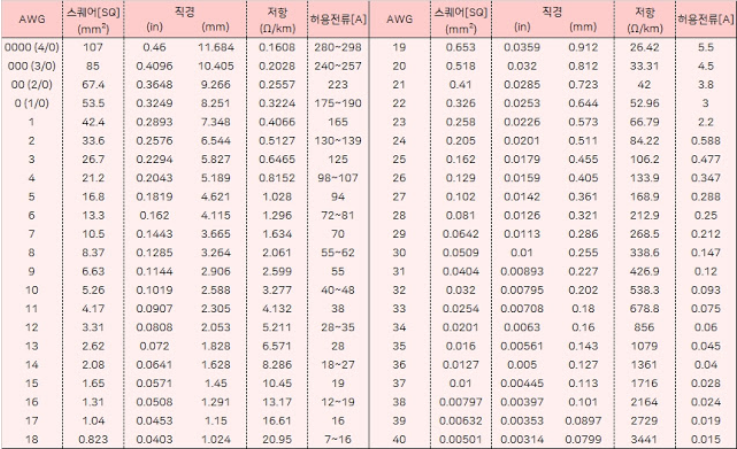 AWG 스퀘어[SQ] (mm²) 직경 (in) (mm) 저항 (Ω/km) 허용전류[A] AWG 스퀘어[SQ] (mm²) 직경 (in) (mm) 저항 (Ω/km) 허용전류[A]
0000 (4/0) 107 0.46 11.684 0.1608 280~298 19 0.653 0.0359 0.912 26.42 5.5
000 (3/0) 85 0.4096 10.405 0.2028 240~257 20 0.518 0.032 0.812 33.31 4.5
00 (2/0) 67.4 0.3648 9.266 0.2557 223 21 0.41 0.0285 0.723 42 3.8
0 (1/0) 53.5 0.3249 8.251 0.3224 175~190 22 0.326 0.0253 0.644 52.96 3
1 42.4 0.2893 7.348 0.4066 165 23 0.258 0.0226 0.573 66.79 2.2
2 33.6 0.2576 6.544 0.5127 130~139 24 0.205 0.0201 0.511 84.22 0.588
3 26.7 0.2294 5.827 0.6465 125 25 0.162 0.0179 0.455 106.2 0.477
4 21.2 0.2043 5.189 0.8152 98~107 26 0.129 0.0159 0.405 133.9 0.347
5 16.8 0.1819 4.621 1.028 94 27 0.102 0.0142 0.361 168.9 0.288
6 13.3 0.162 4.115 1.296 72~81 28 0.081 0.0126 0.321 212.9 0.25
7 10.5 0.1443 3.665 1.634 70 29 0.0642 0.0113 0.286 268.5 0.212
8 8.37 0.1285 3.264 2.061 55~62 30 0.0509 0.01 0.255 338.6 0.147
9 6.63 0.1144 2.906 2.599 55 31 0.0404 0.00893 0.227 426.9 0.12
10 5.26 0.1019 2.588 3.277 40~48 32 0.032 0.00795 0.202 538.3 0.093
11 4.17 0.0907 2.305 4.132 38 33 0.0254 0.00708 0.18 678.8 0.075
12 3.31 0.0808 2.053 5.211 28~35 34 0.0201 0.0063 0.16 856 0.06
13 2.62 0.072 1.828 6.571 28 35 0.016 0.00561 0.143 1079 0.045
14 2.08 0.0641 1.628 8.286 18~27 36 0.0127 0.005 0.127 1361 0.04
15 1.65 0.0571 1.45 10.45 19 37 0.01 0.00445 0.113 1716 0.028
16 1.31 0.0508 1.291 13.17 12~19 38 0.00797 0.00397 0.101 2164 0.024
17 1.04 0.0453 1.15 16.61 16 39 0.00632 0.00353 0.0897 2729 0.019
18 0.823 0.0403 1.024 20.95 7~16 40 0.00501 0.00314 0.0799 3441 0.015